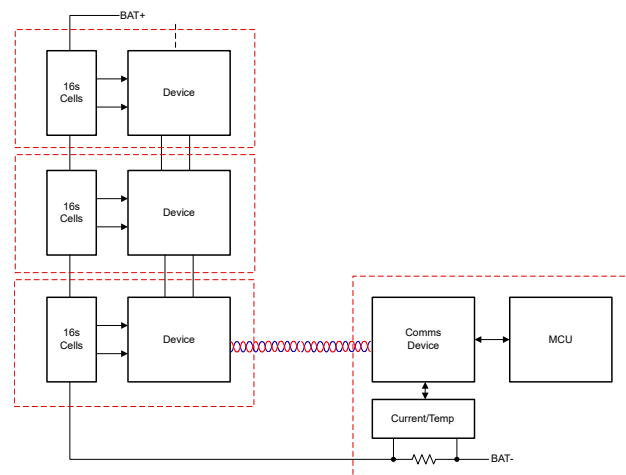 BAT+
16s
Cells
Device
16s
Cells
Device
16s
Cells
Device
Comms
Device
MCU
Current/Temp
BAT-